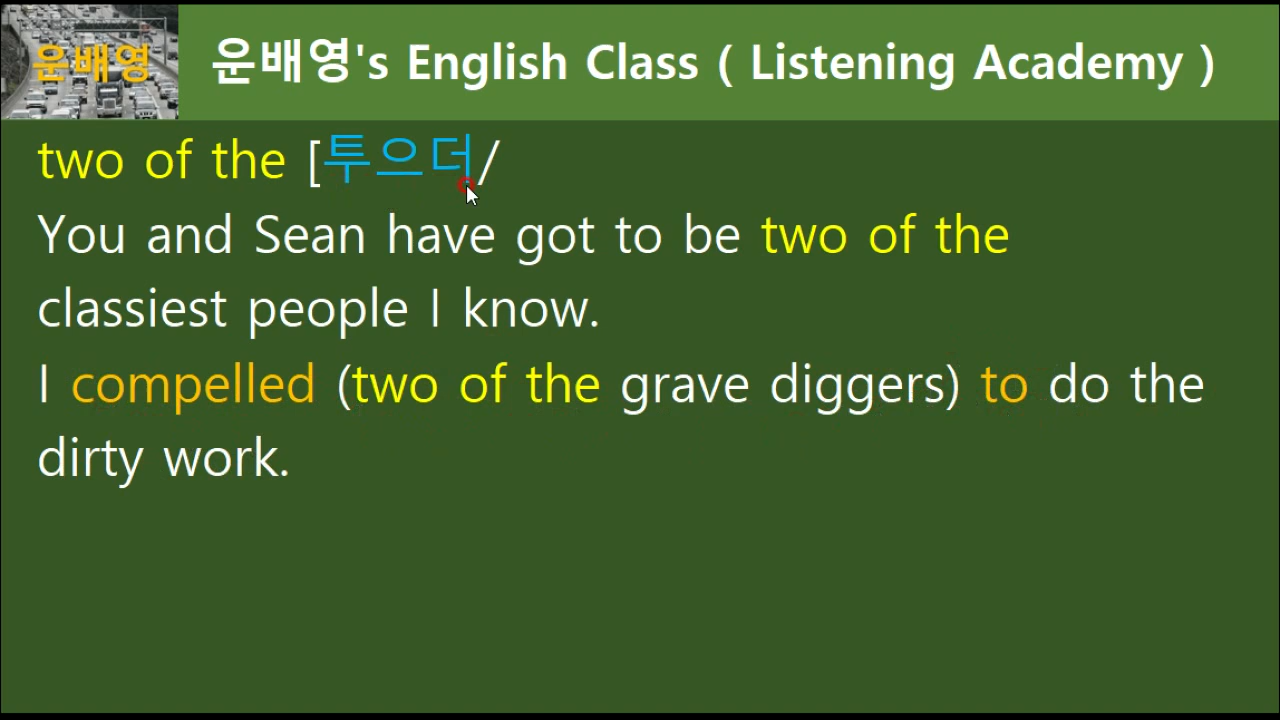 운배영
운배영's English Class ( Listening Academy )
two of the [투으더/
You and Sean have got to be two of the
classiest people I know.
I compelled (two of the grave diggers) to do the
dirty work.